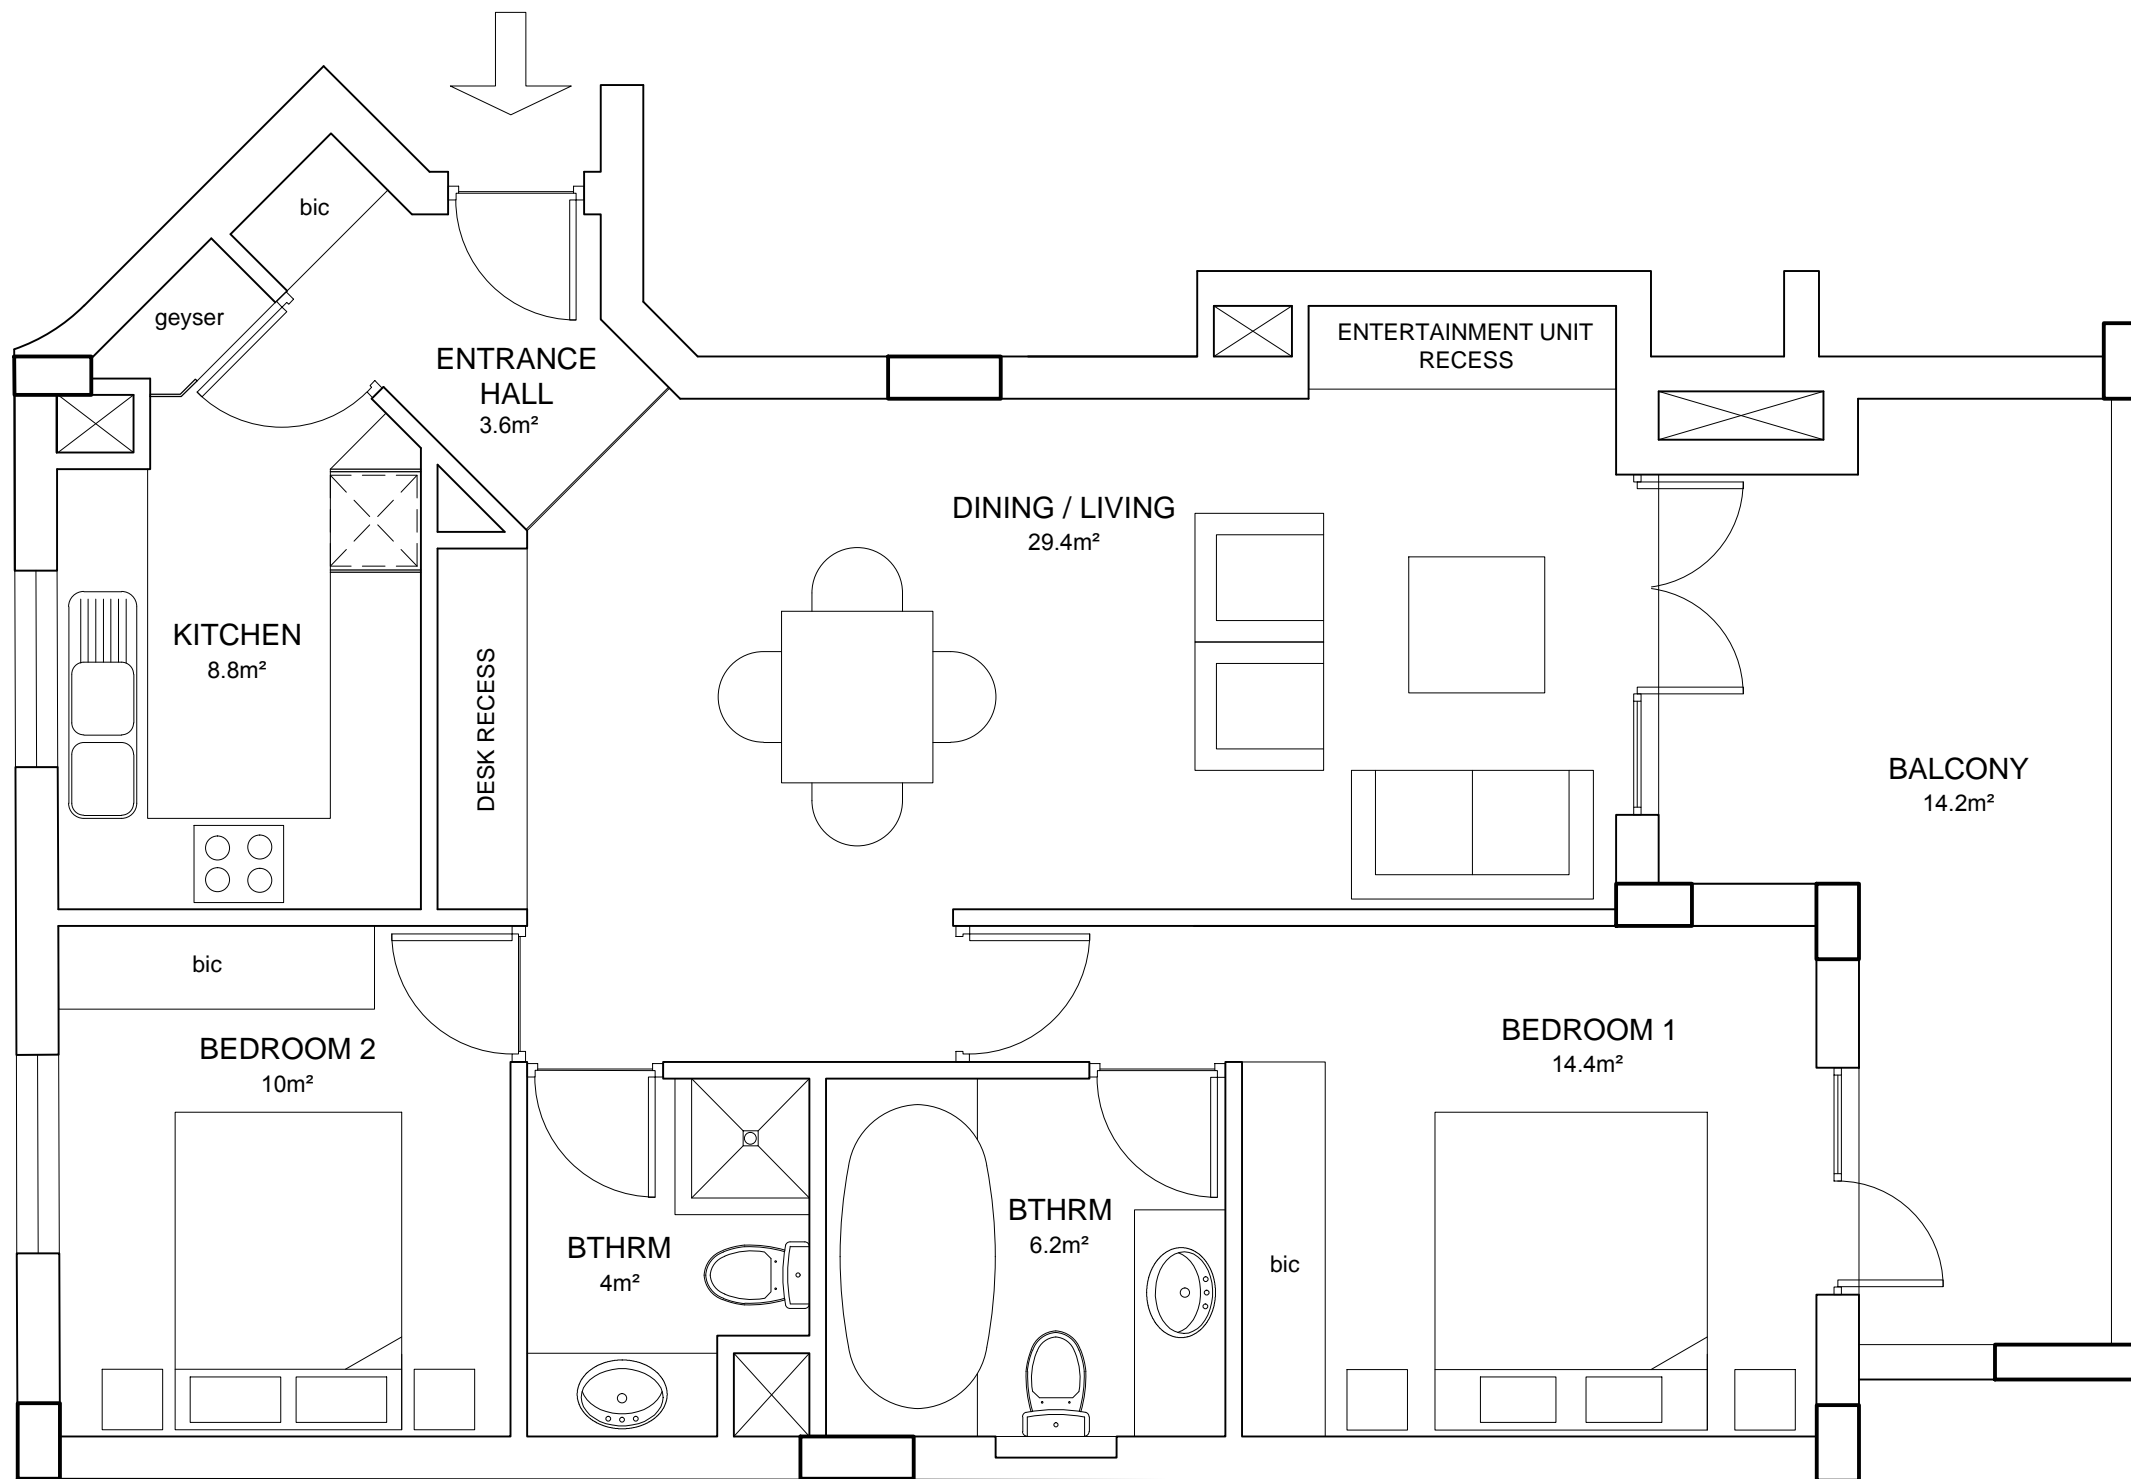 bic
geyser
ENTRANCE
HALL
3.6m²
ENTERTAINMENT UNIT
RECESS
DINING / LIVING
29.4m²
KITCHEN
8.8m²
DESK RECESS
BALCONY
14.2m²
bic
BEDROOM 2
10m²
BEDROOM 1
14.4m²
BTHRM
4m²
BTHRM
6.2m²
bic